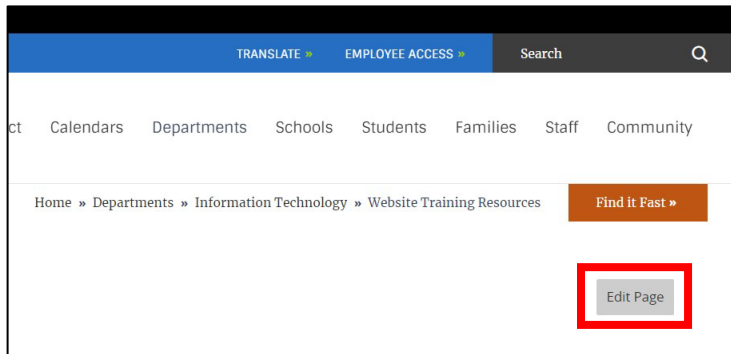 TRANSLATE » EMPLOYEE ACCESS » Search
ct Calendars Departments Schools Students Families Staff Community
Home » Departments » Information Technology » Website Training Resources Find it Fast »
Edit Page